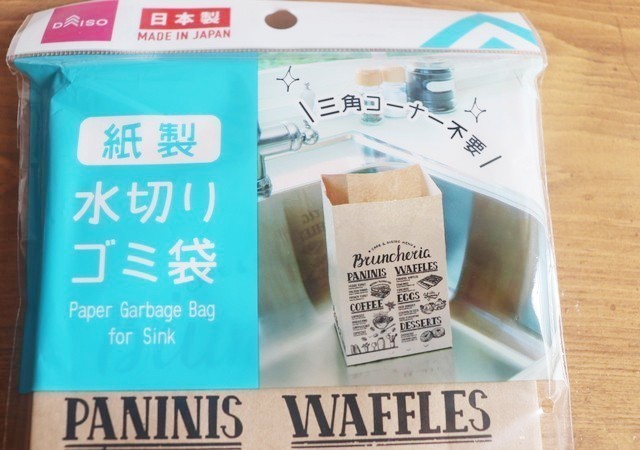 DAISO
日本製
MADE IN JAPAN
紙製
水切り
ゴミ袋
Paper Garbage Bag
for Sink
三角コーナー不要
Bruncheria
PANINIS WAFFLES
COFFEE
EGGS
DESSERTS
PANINIS WAFFLES